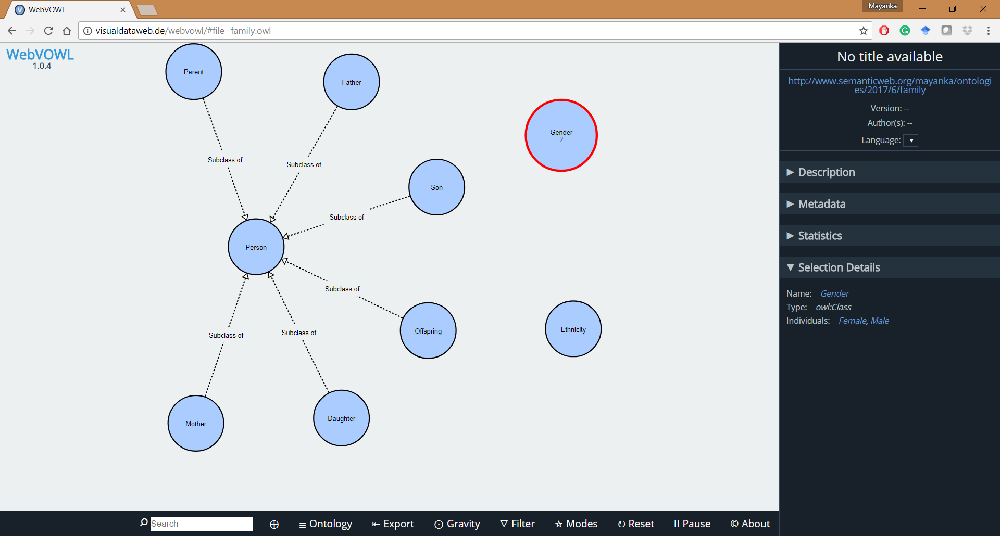 WebVOWL
Mayanka
visualdataweb.de/webvowl/#file=family.owl
WebVOWL
1.0.4
Parent
Father
Gender
2
Subclass of
Subclass of
Son
Subclass of
Person
Subclass of
Offspring
Ethnicity
Subclass of
Subclass of
Mother
Daughter
No title available
http://www.semanticweb.org/mayanka/ontologi
es/2017/6/family
Version: --
Author(s): --
Language:
Description
Metadata
Statistics
Selection Details
Name: Gender
Type: owl:Class
Individuals: Female, Male
Search
Ontology
Export
Gravity
Filter
Modes
Reset
Pause
© About